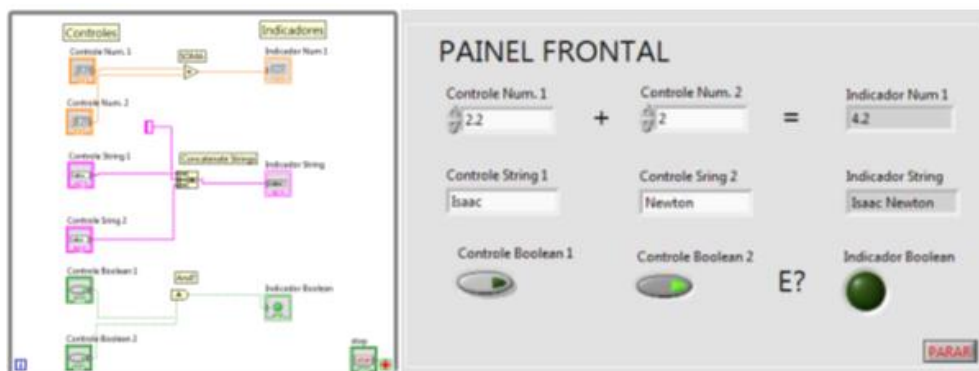 Controles
Indicadores
Controle Num. 1
SOMA
Indicador Num 1
Controle Num. 2
Controle String 1
Concatenate Strings
Indicador String
Controle Sring 2
Controle Boolean 1
And?
Indicador Boolean
Controle Boolean 2
stop
i
PAINEL FRONTAL
Controle Num. 1
Controle Num. 2
Indicador Num 1
2.2 + 2 = 4.2
Controle String 1
Controle Sring 2
Indicador String
Isaac
Newton
Isaac Newton
Controle Boolean 1
Controle Boolean 2
E?
Indicador Boolean
PARAR